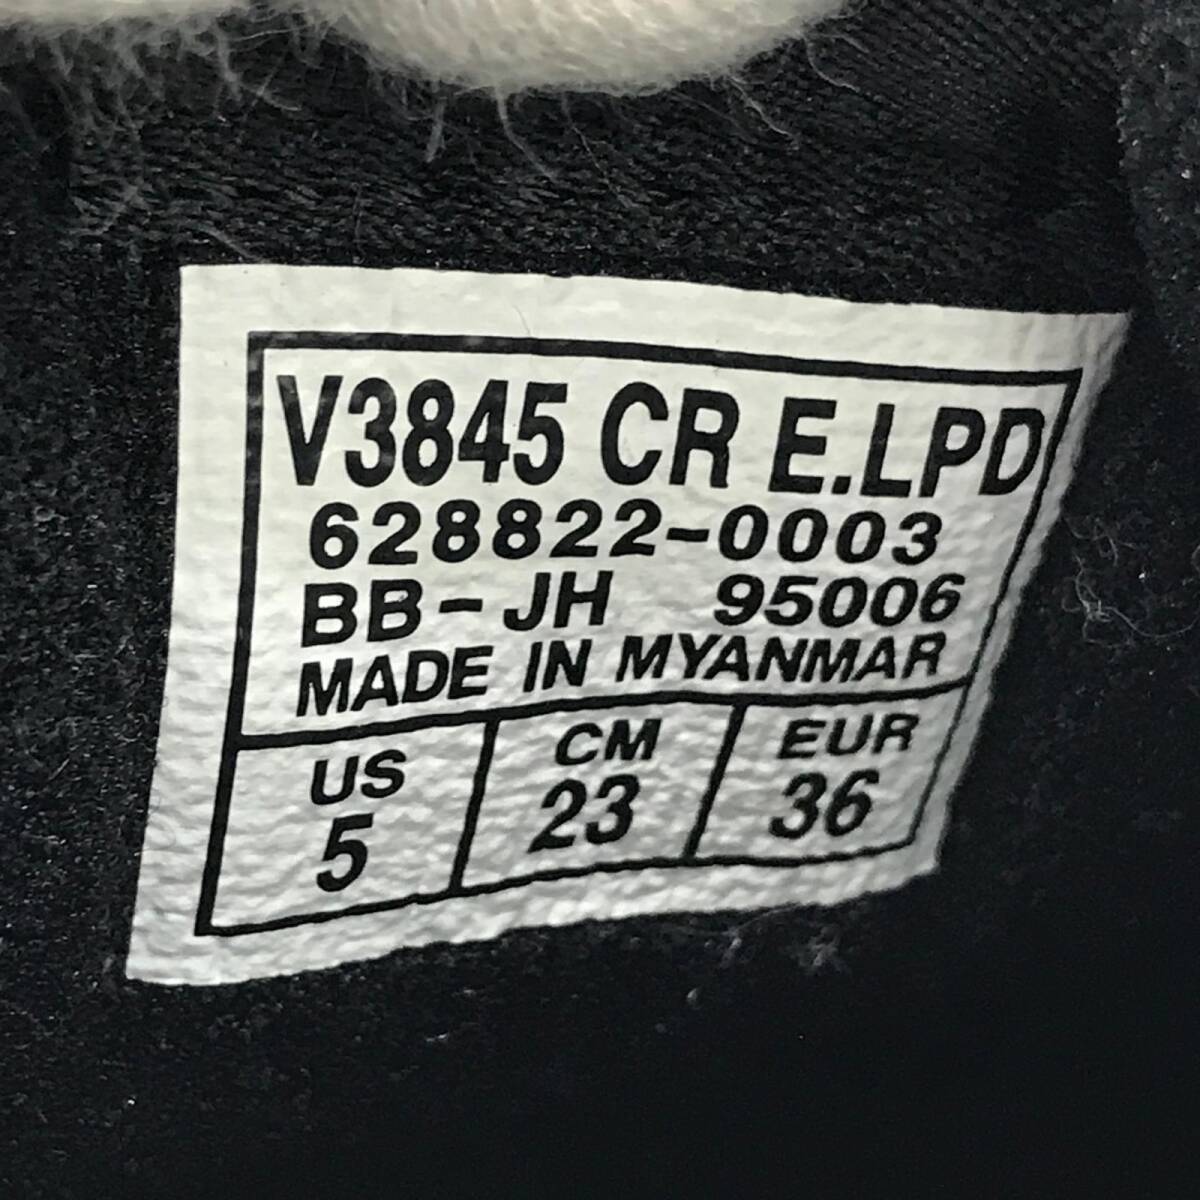 V3845 CR E.LPD
628822-0003
BB-JH 95006
MADE IN MYANMAR
US CM EUR
5 23 36